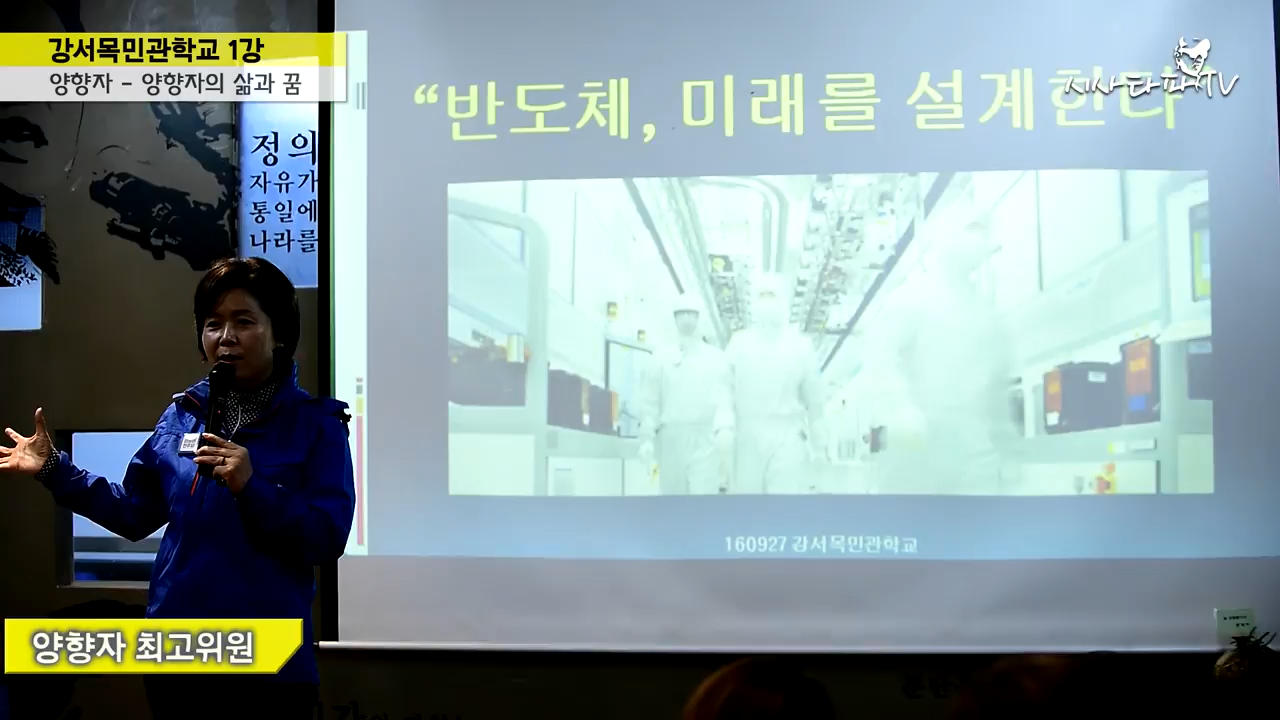 강서목민관학교 1강
양향자 - 양향자의 삶과 꿈
시사타파TV
“반도체, 미래를 설계한다”
정의
자유가
통일에
나라를
160927 강서목민관학교
양향자 최고위원